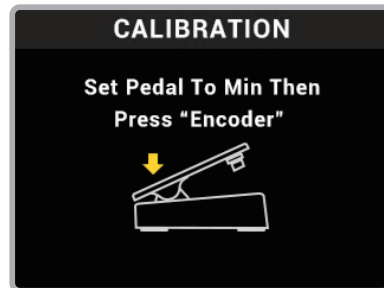 CALIBRATION
Set Pedal To Min Then
Press “Encoder”